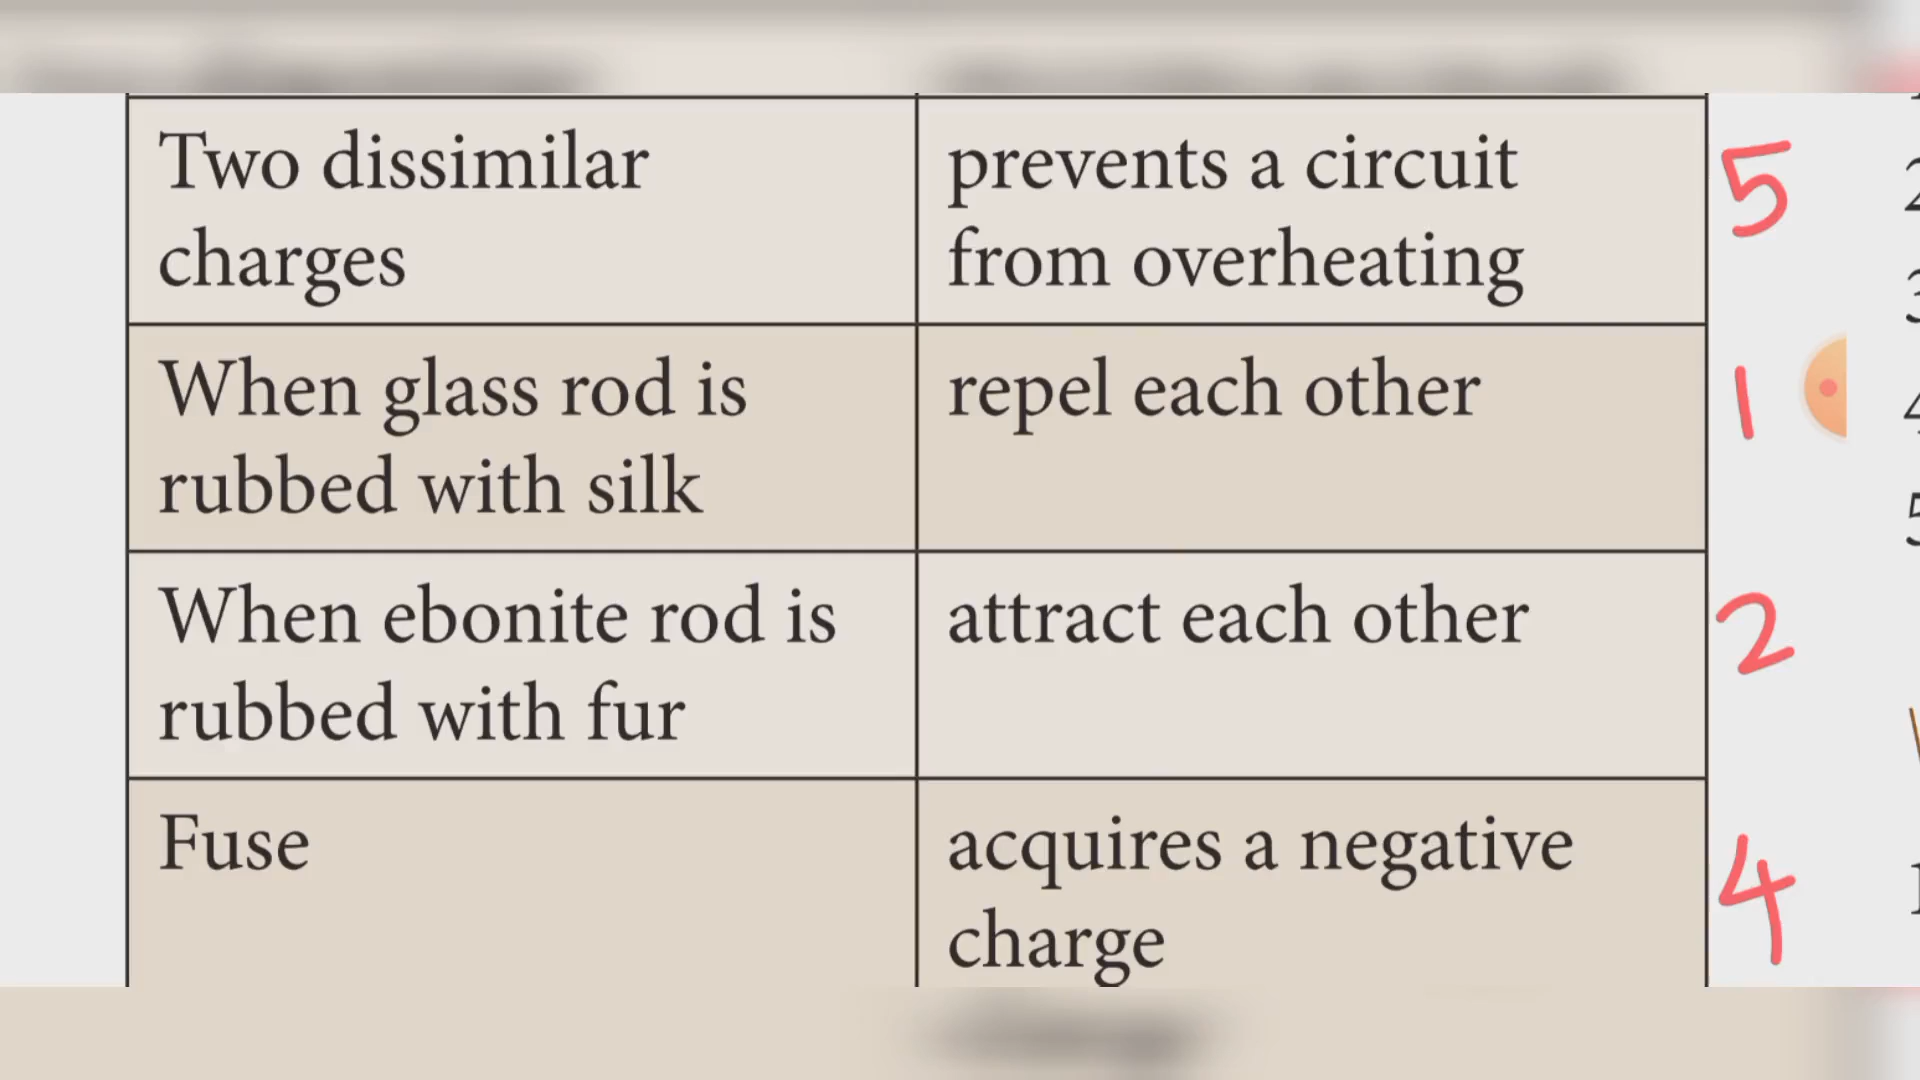 Two dissimilar
charges
prevents a circuit
from overheating
5
When glass rod is
rubbed with silk
repel each other
1
When ebonite rod is
rubbed with fur
attract each other
2
Fuse
acquires a negative
charge
4